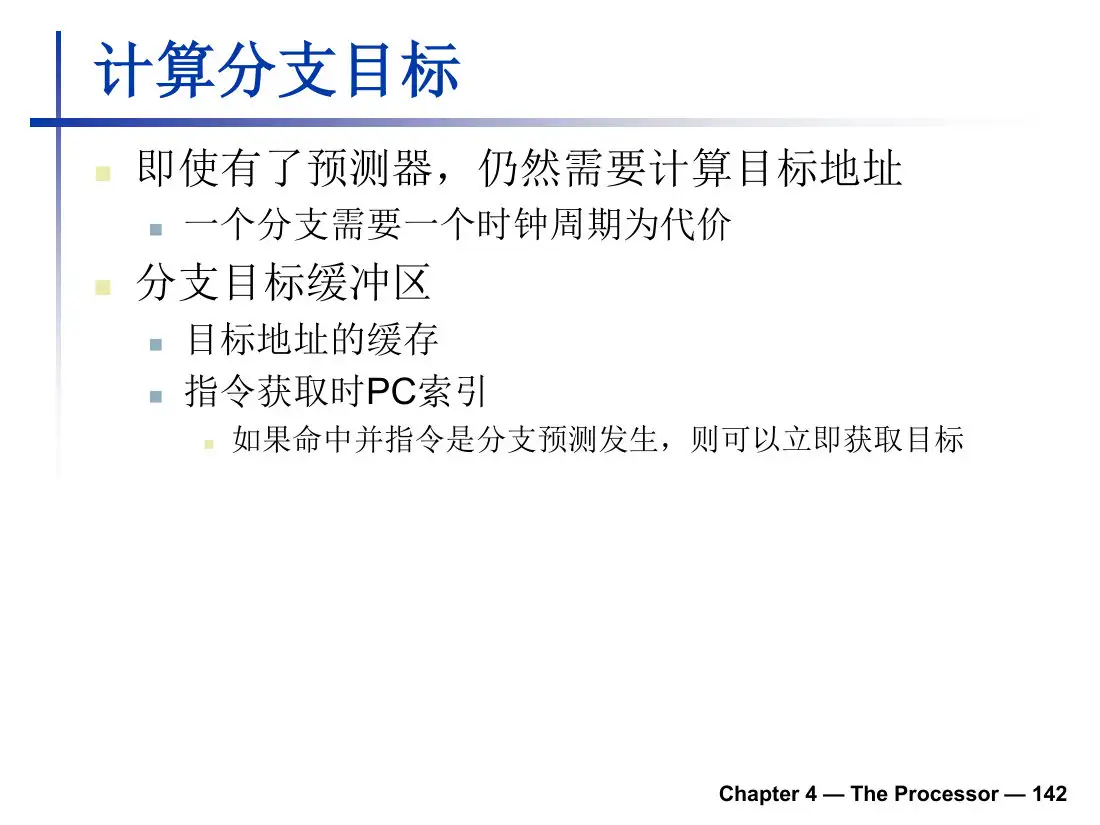 计算分支目标
即使有了预测器，仍然需要计算目标地址
一个分支需要一个时钟周期为代价
分支目标缓冲区
目标地址的缓存
指令获取时PC索引
如果命中并指令是分支预测发生，则可以立即获取目标
Chapter 4 — The Processor — 142